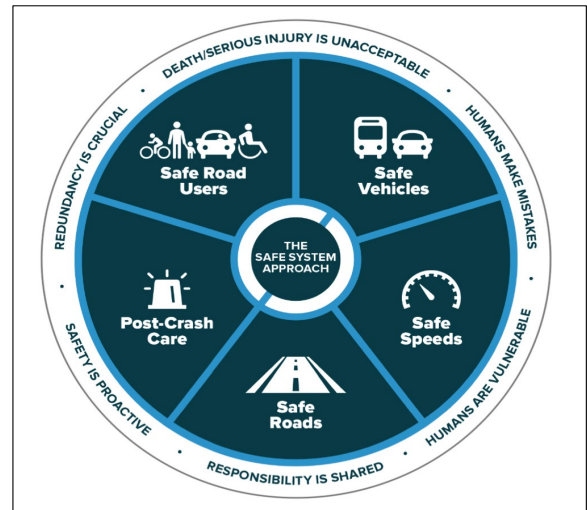 DEATH/SERIOUS INJURY IS UNACCEPTABLE
HUMANS MAKE MISTAKES
HUMANS ARE VULNERABLE
RESPONSIBILITY IS SHARED
SAFETY IS PROACTIVE
REDUNDANCY IS CRUCIAL
Safe Road
Users
Safe
Vehicles
THE
SAFE SYSTEM
APPROACH
Post-Crash
Care
Safe
Speeds
Safe
Roads